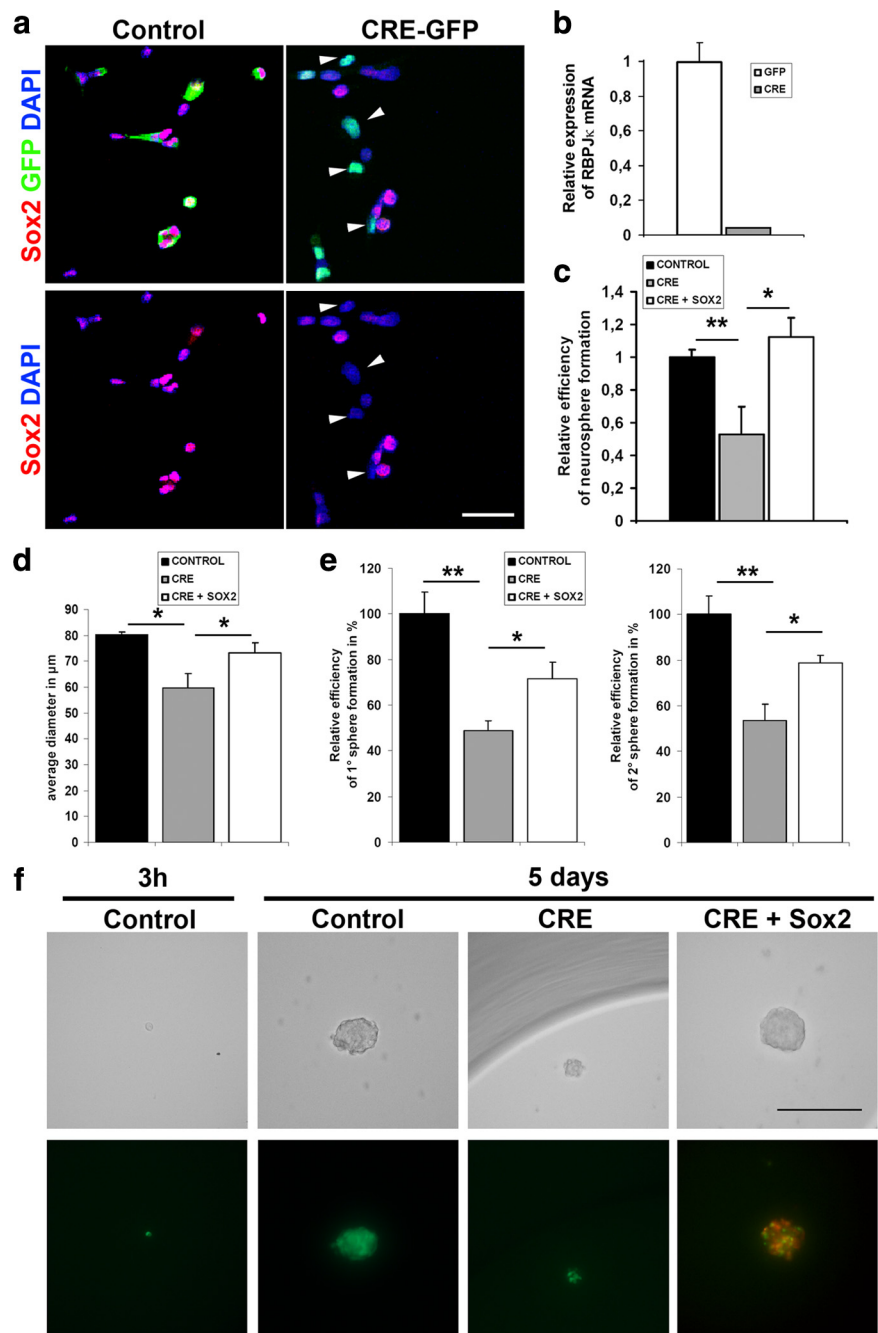 a
Control
CRE-GFP
Sox2 GFP DAPI
Sox2 DAPI
b
Relative expression
of RBPJκ mRNA
1
0,8
0,6
0,4
0,2
0
GFP
CRE
c
CONTROL
CRE
CRE + SOX2
Relative efficiency
of neurosphere formation
1,4
1,2
1
0,8
0,6
0,4
0,2
0
**
*
d
CONTROL
CRE
CRE + SOX2
average diameter in µm
90
80
70
60
50
40
30
20
10
0
*
*
e
CONTROL
CRE
CRE + SOX2
Relative efficiency
of 1° sphere formation in %
120
100
80
60
40
20
0
**
*
Relative efficiency
of 2° sphere formation in %
120
100
80
60
40
20
0
**
*
f
3h
5 days
Control
Control
CRE
CRE + Sox2